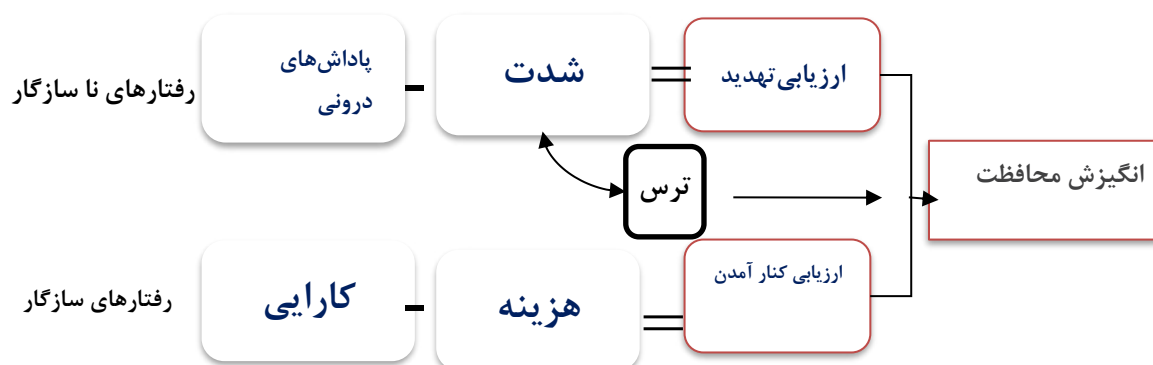 رفتارهای نا سازگار
پاداش‌های
درونی
-
شدت
=
ارزیابی تهدید
ترس
انگیزش محافظت
رفتارهای سازگار
کارایی
-
هزینه
=
ارزیابی کنار آمدن